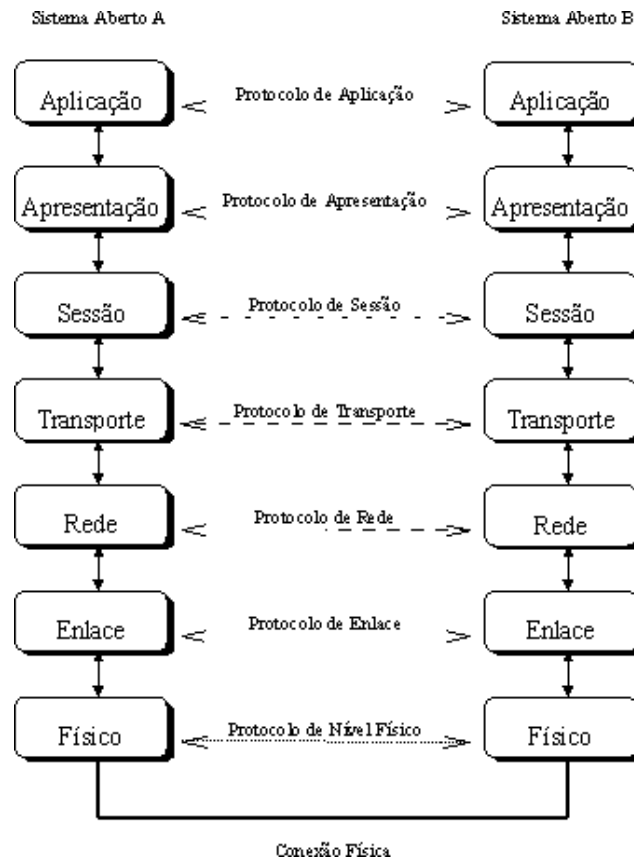 Sistema Aberto A
Sistema Aberto B
Aplicação
Protocolo de Aplicação
Aplicação
Apresentação
Protocolo de Apresentação
Apresentação
Sessão
Protocolo de Sessão
Sessão
Transporte
Protocolo de Transporte
Transporte
Rede
Protocolo de Rede
Rede
Enlace
Protocolo de Enlace
Enlace
Físico
Protocolo de Nível Físico
Físico
Conexão Física